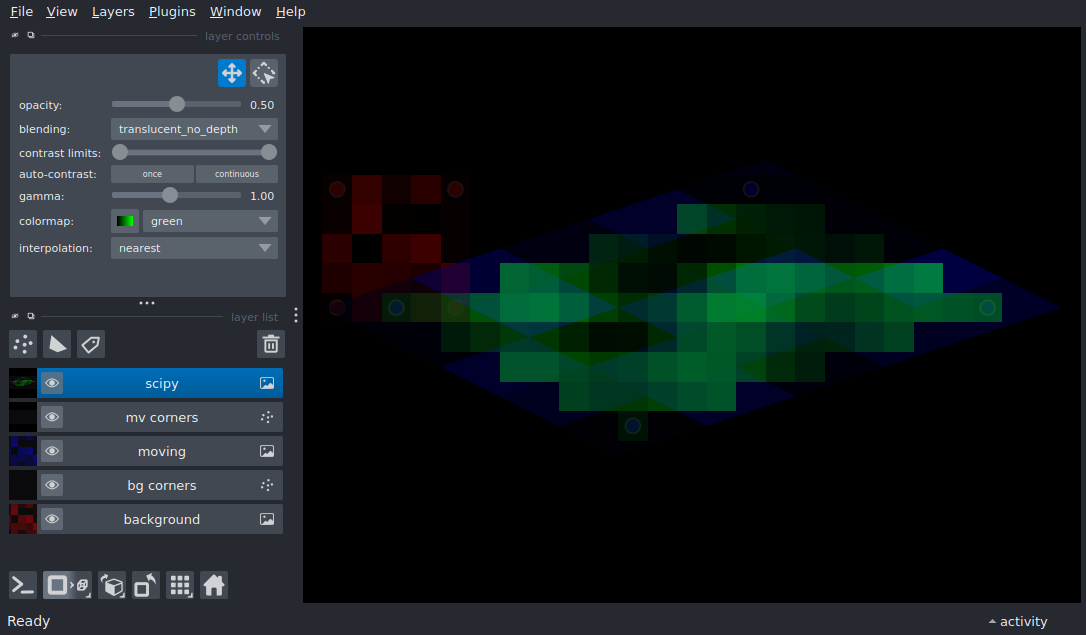 File View Layers Plugins Window Help
layer controls
opacity: 0.50
blending: translucent_no_depth
contrast limits:
auto-contrast: once continuous
gamma: 1.00
colormap: green
interpolation: nearest
layer list
scipy
mv corners
moving
bg corners
background
Ready activity